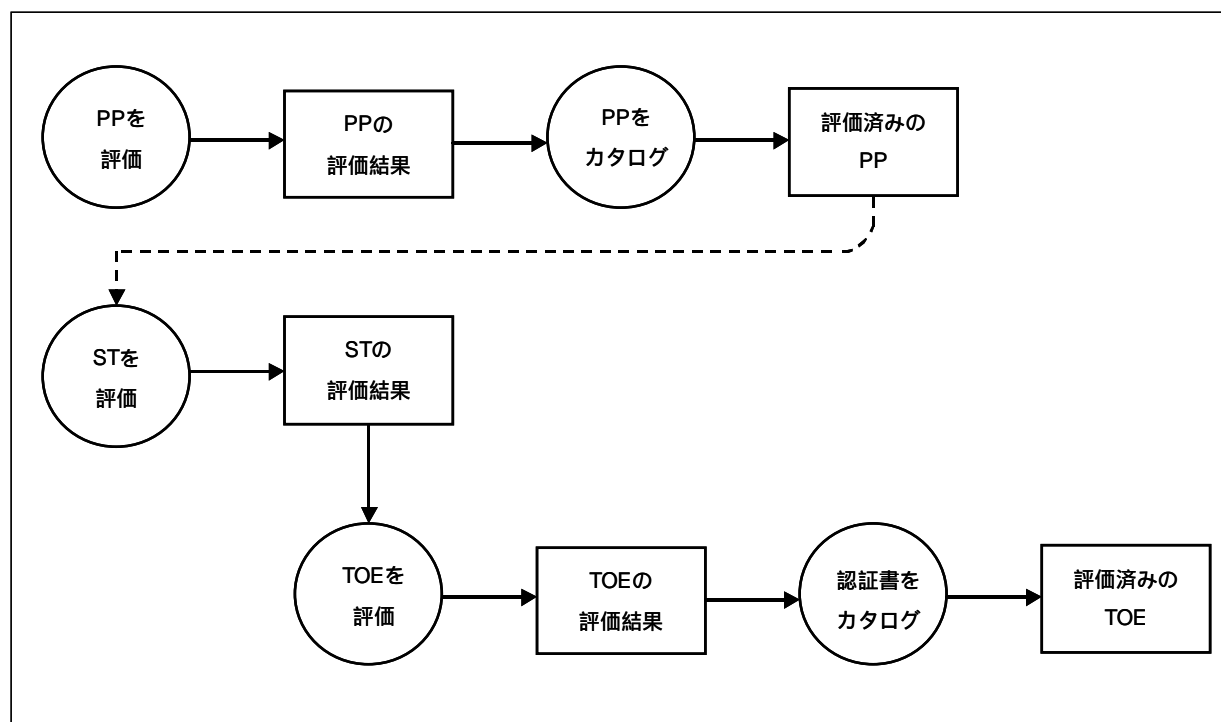 PPを
評価
PPの
評価結果
PPを
カタログ
評価済みの
PP
STを
評価
STの
評価結果
TOEを
評価
TOEの
評価結果
認証書を
カタログ
評価済みの
TOE